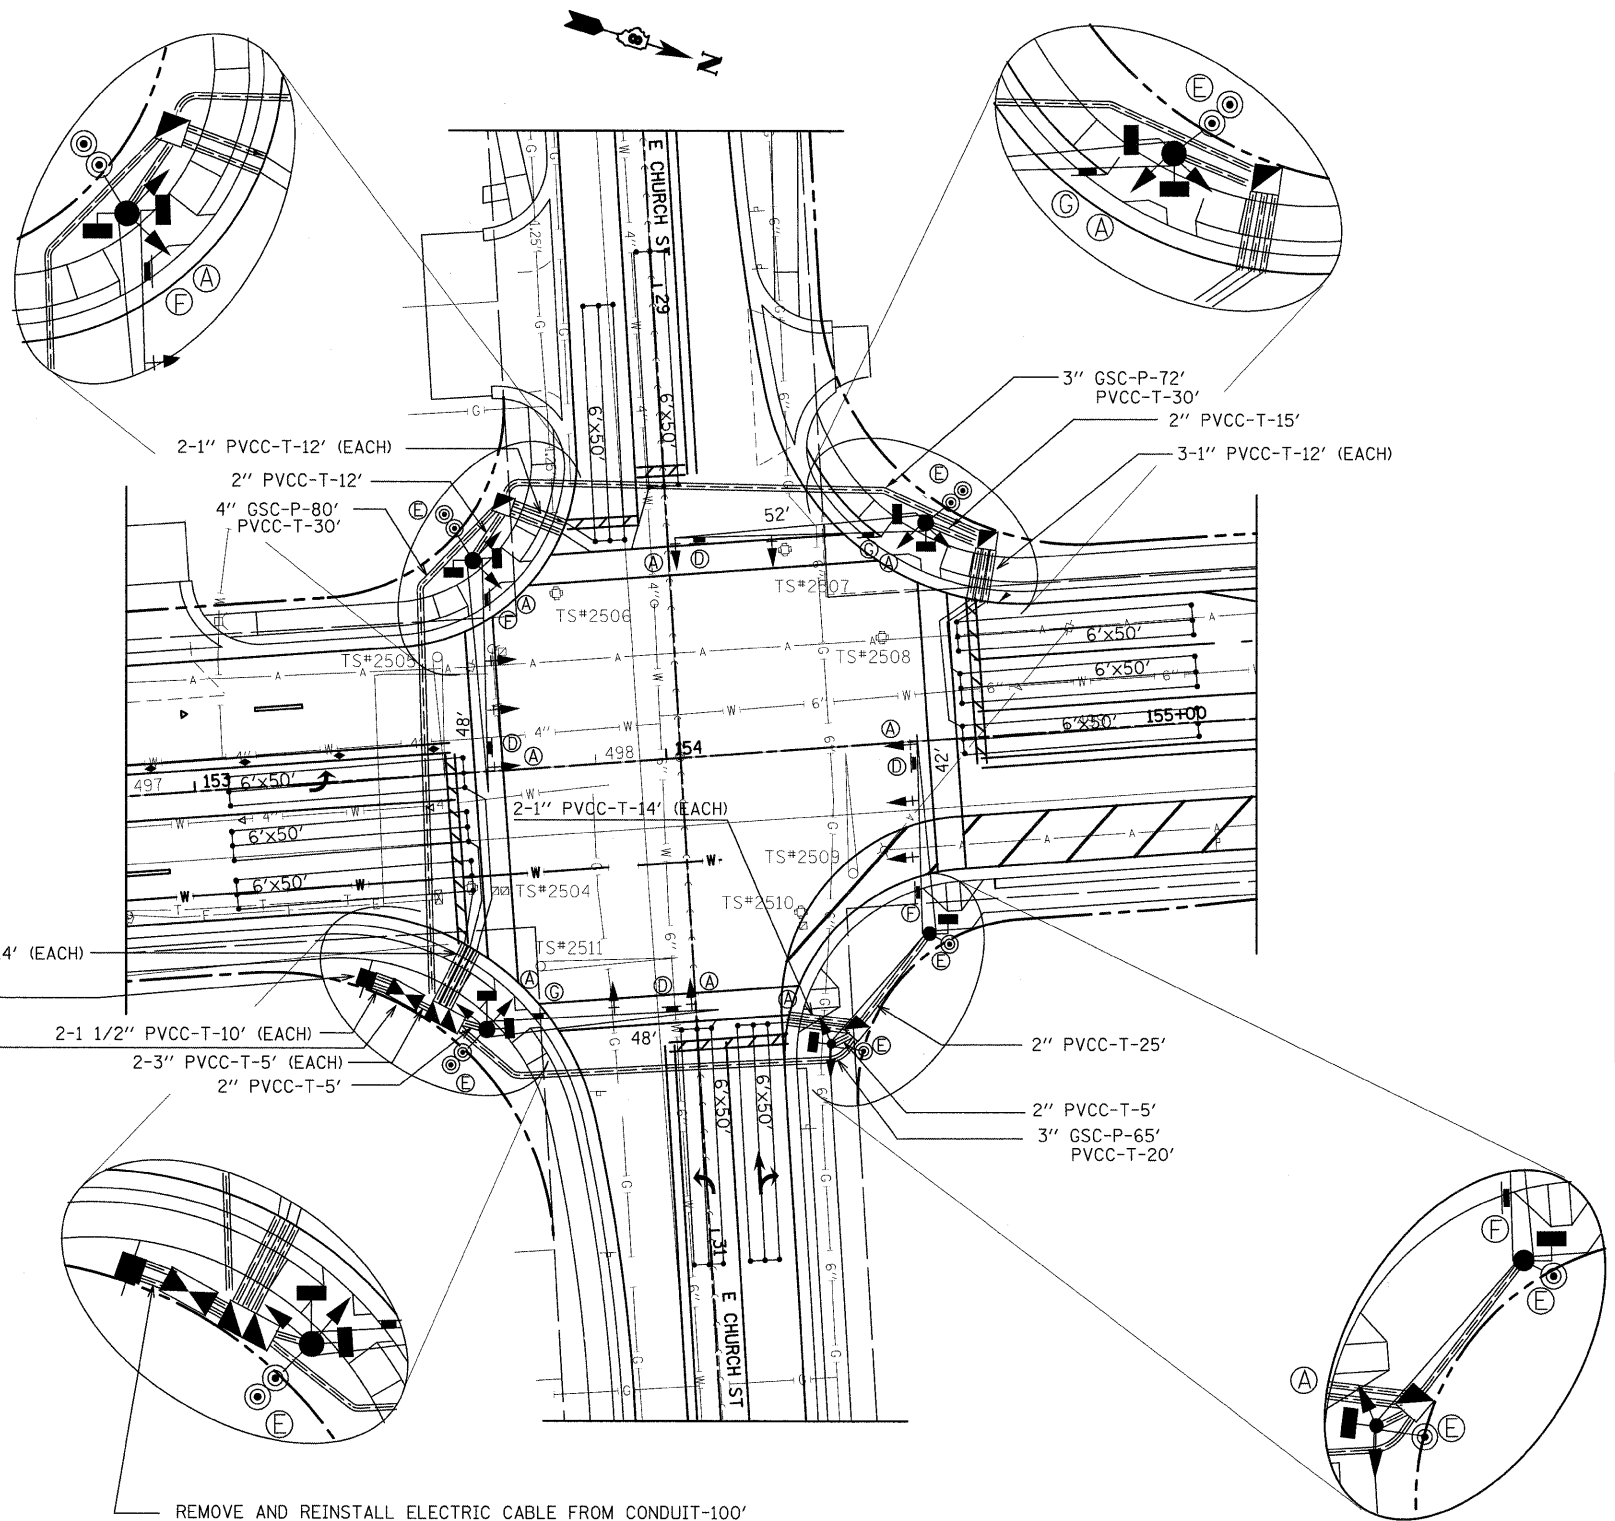 N
E CHURCH ST
129
E
G
A
F
A
3" GSC-P-72'
PVCC-T-30'
2" PVCC-T-15'
3-1" PVCC-T-12' (EACH)
2-1" PVCC-T-12' (EACH)
2" PVCC-T-12'
4" GSC-P-80'
PVCC-T-30'
6'x50'
6'x50'
52'
E
E
A
D
G
A
TS#2507
TS#2506
F
A
TS#2505
TS#2508
6'x50'
6'x50'
6'x50'
155+00
48'
D
A
498
154
A
D
42'
497
153
6'x50'
6'x50'
6'x50'
2-1" PVCC-T-14' (EACH)
TS#2509
TS#2504
TS#2510
TS#2511
F
E
4' (EACH)
A
G
D
A
A
48'
2-1 1/2" PVCC-T-10' (EACH)
2-3" PVCC-T-5' (EACH)
2" PVCC-T-5'
E
E
2" PVCC-T-25'
2" PVCC-T-5'
3" GSC-P-65'
PVCC-T-20'
6'x50'
6'x50'
131
E CHURCH ST
F
E
A
E
E
REMOVE AND REINSTALL ELECTRIC CABLE FROM CONDUIT-100'